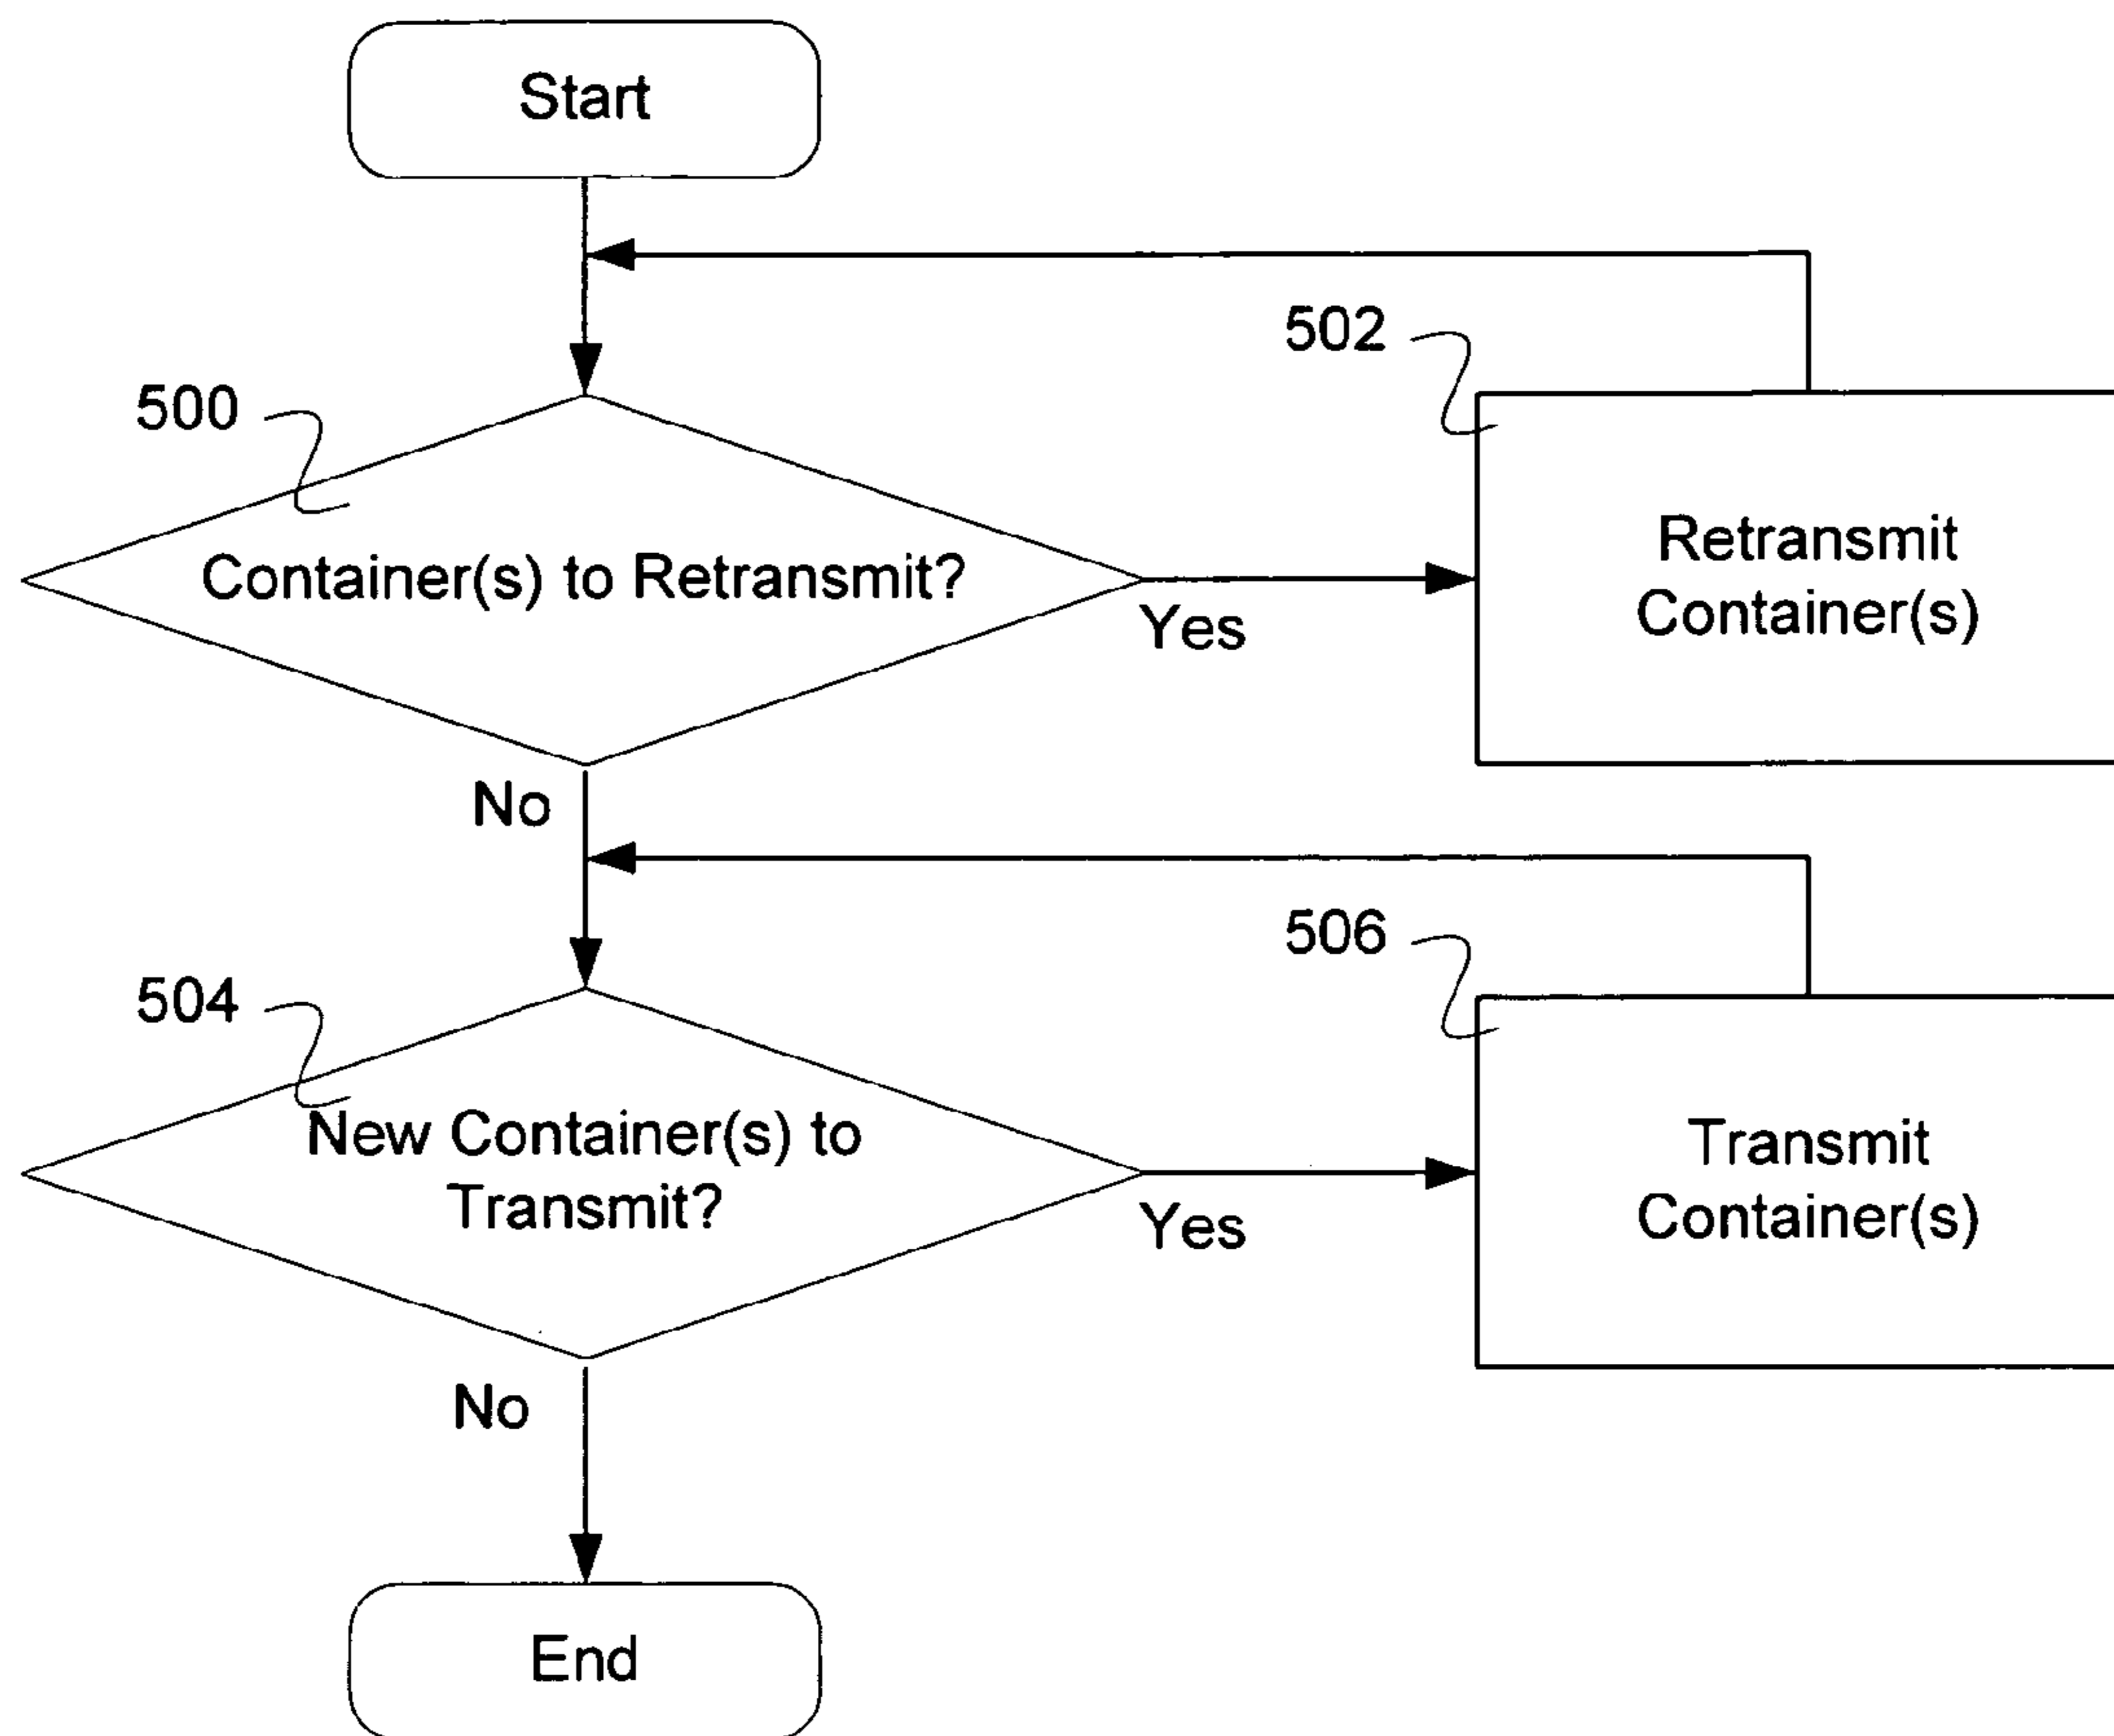 Start
502
500
Container(s) to Retransmit?
Yes
Retransmit
Container(s)
No
506
504
New Container(s) to
Transmit?
Yes
Transmit
Container(s)
No
End